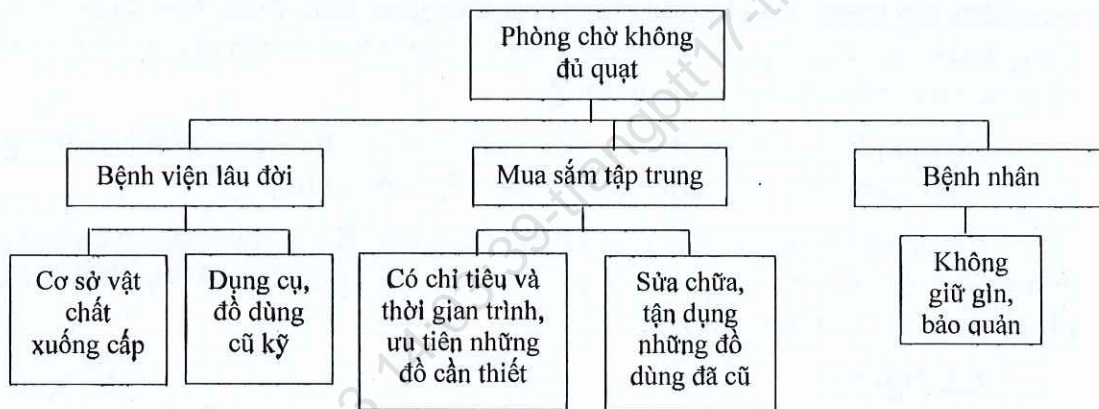 Phòng chờ không
đủ quạt
Bệnh viện lâu đời
Mua sắm tập trung
Bệnh nhân
Cơ sở vật
chất
xuống cấp
Dụng cụ,
đồ dùng
cũ kỹ
Có chỉ tiêu và
thời gian trình,
ưu tiên những
đồ cần thiết
Sửa chữa,
tận dụng
những đồ
dùng đã cũ
Không
giữ gìn,
bảo quản